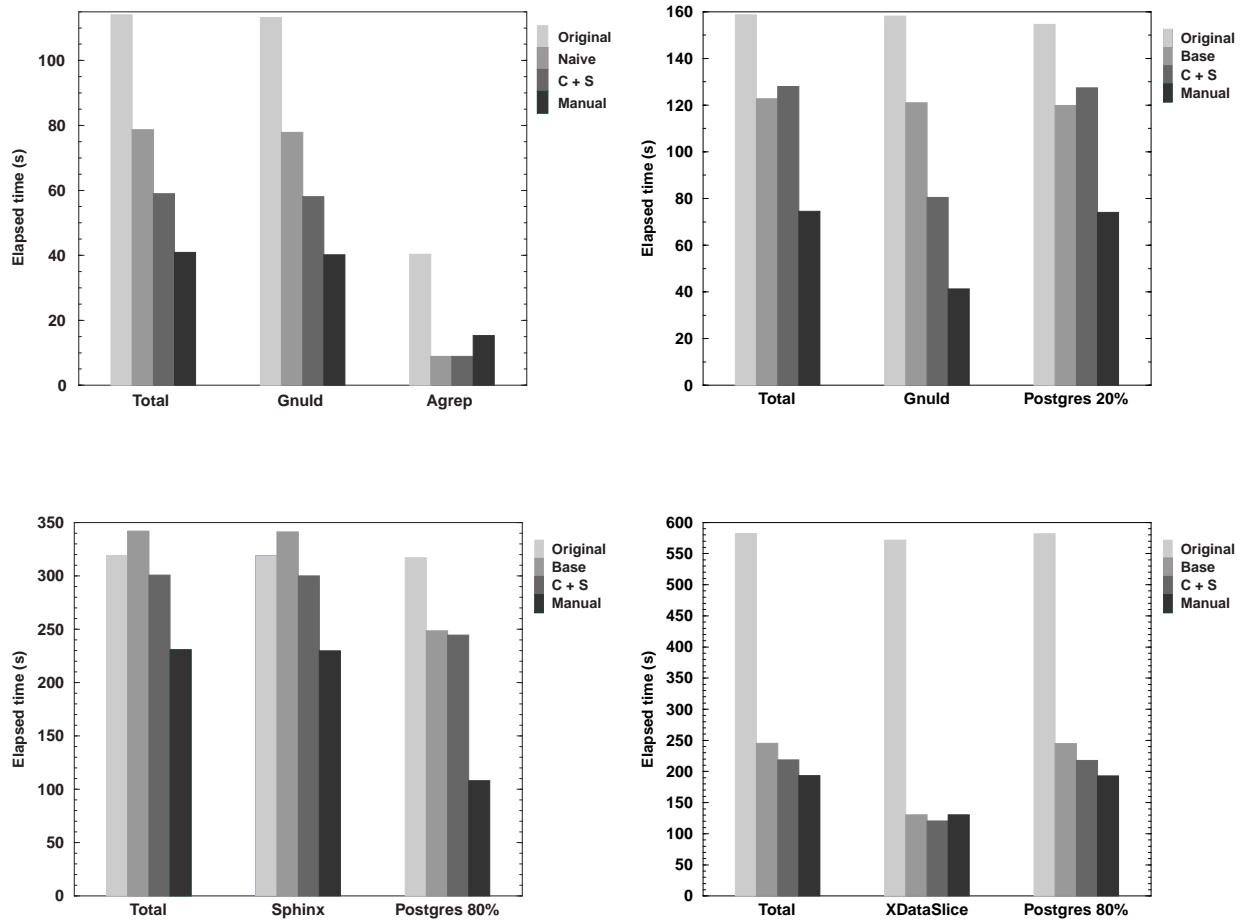 Elapsed time (s)
100
80
60
40
20
0
Total
Gnuld
Agrep
Original
Naive
C + S
Manual
Elapsed time (s)
160
140
120
100
80
60
40
20
0
Total
Gnuld
Postgres 20%
Original
Base
C + S
Manual
Elapsed time (s)
350
300
250
200
150
100
50
0
Total
Sphinx
Postgres 80%
Original
Base
C + S
Manual
Elapsed time (s)
600
550
500
450
400
350
300
250
200
150
100
50
0
Total
XDataSlice
Postgres 80%
Original
Base
C + S
Manual